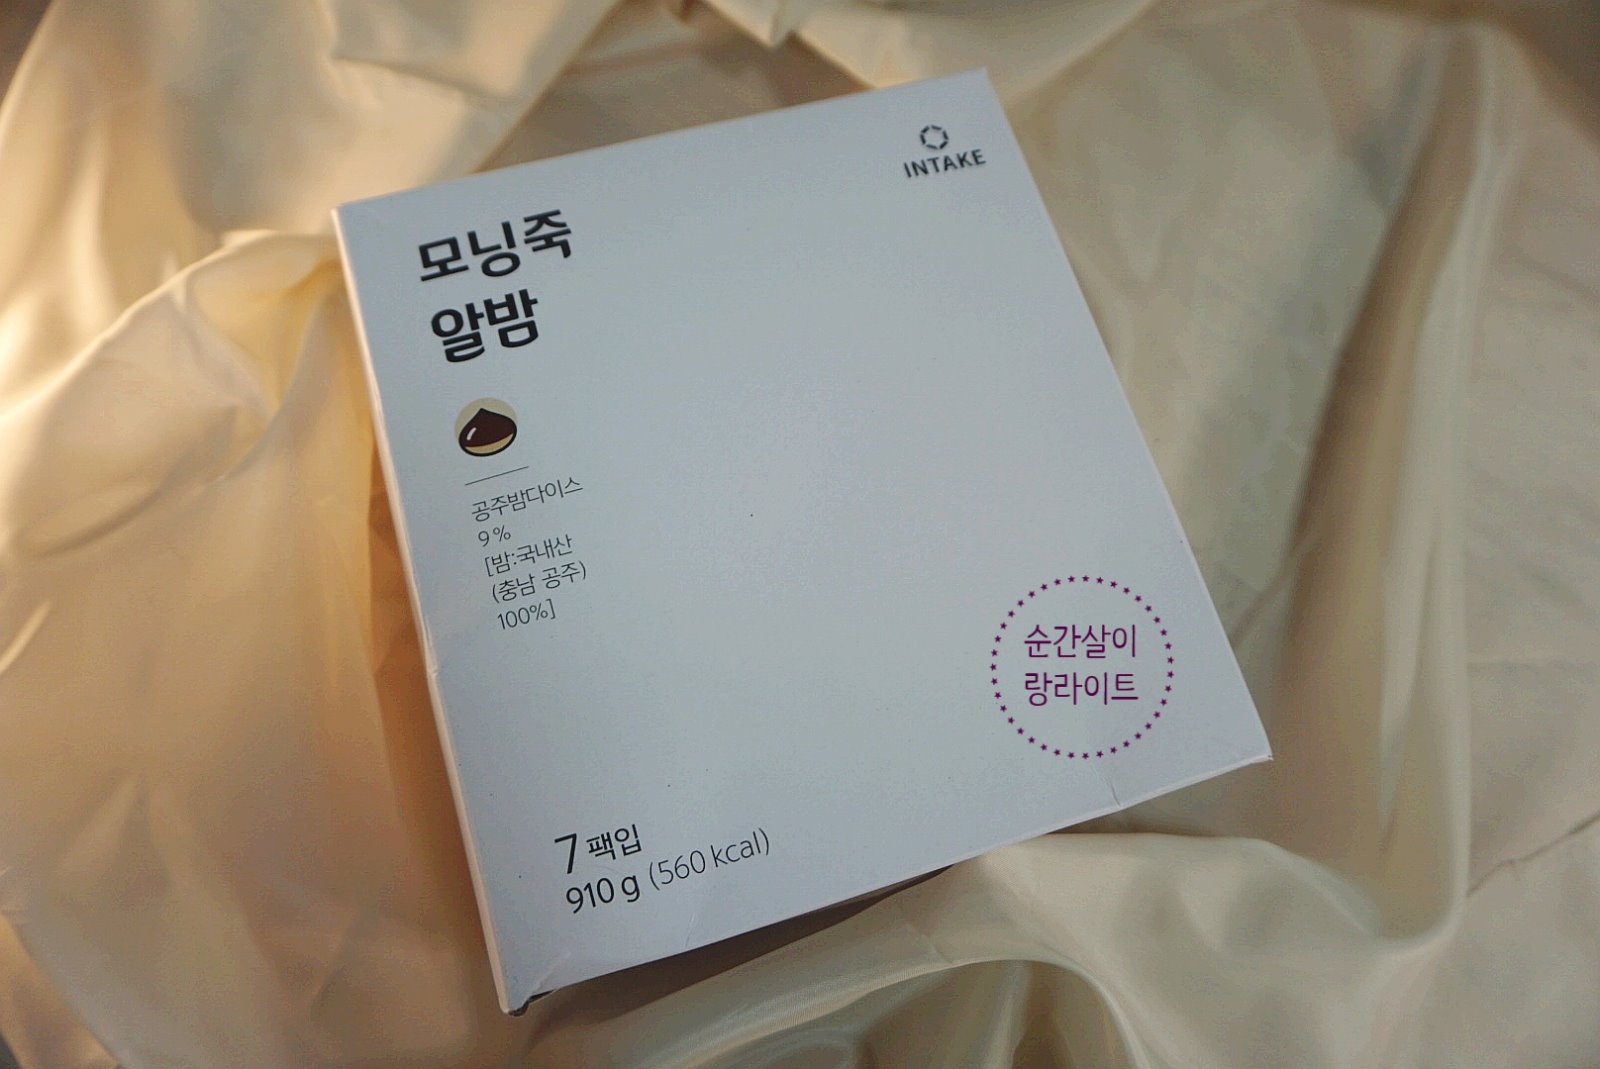 INTAKE
모닝죽
알밤
공주밤다이스
9%
[밤:국내산
(충남 공주)
100%]
순간살이
랑라이트
7팩입
910 g (560 kcal)